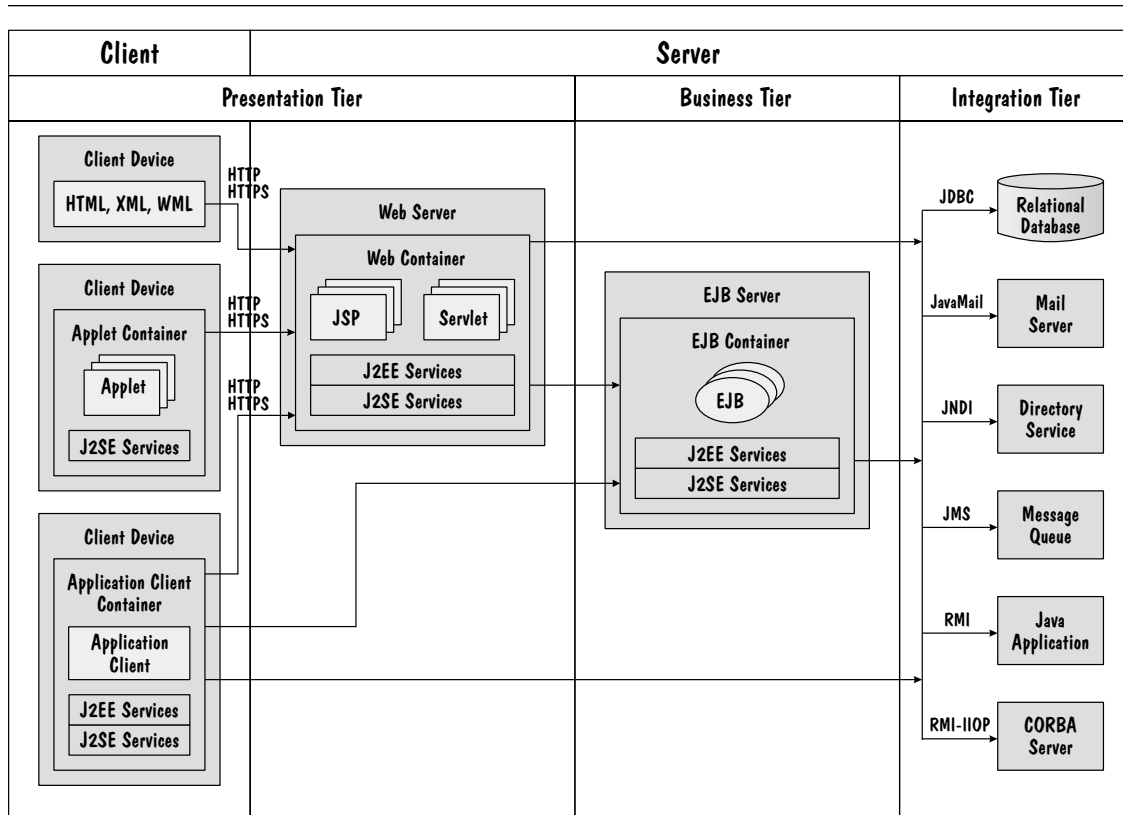 Client
Server
Presentation Tier
Business Tier
Integration Tier
Client Device
HTML, XML, WML
HTTP
HTTPS
Client Device
Applet Container
Applet
J2SE Services
HTTP
HTTPS
Client Device
Application Client
Container
Application
Client
J2EE Services
J2SE Services
HTTP
HTTPS
Web Server
Web Container
JSP
Servlet
J2EE Services
J2SE Services
EJB Server
EJB Container
EJB
J2EE Services
J2SE Services
JDBC
Relational
Database
JavaMail
Mail
Server
JNDI
Directory
Service
JMS
Message
Queue
RMI
Java
Application
RMI-IIOP
CORBA
Server